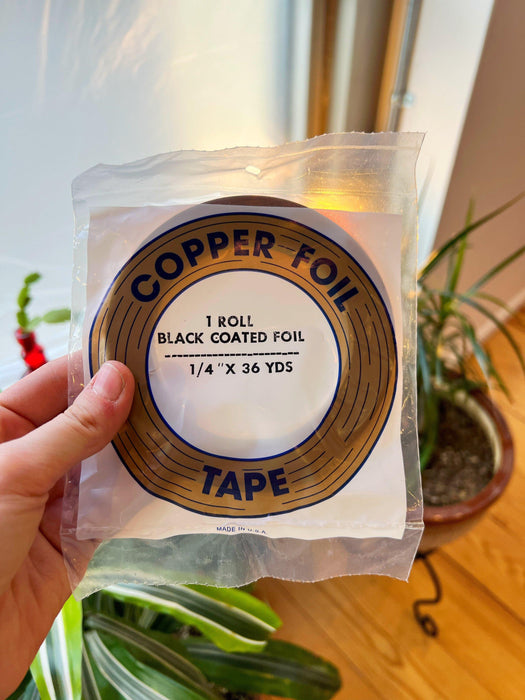 COPPER FOIL
1 ROLL
BLACK COATED FOIL
1/4" X 36 YDS
TAPE
MADE IN U.S.A.